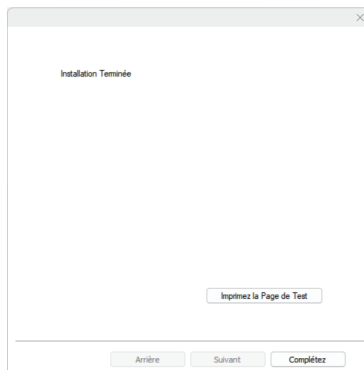 Installation Terminée
Imprimez la Page de Test
Arrière Suivant Complétez